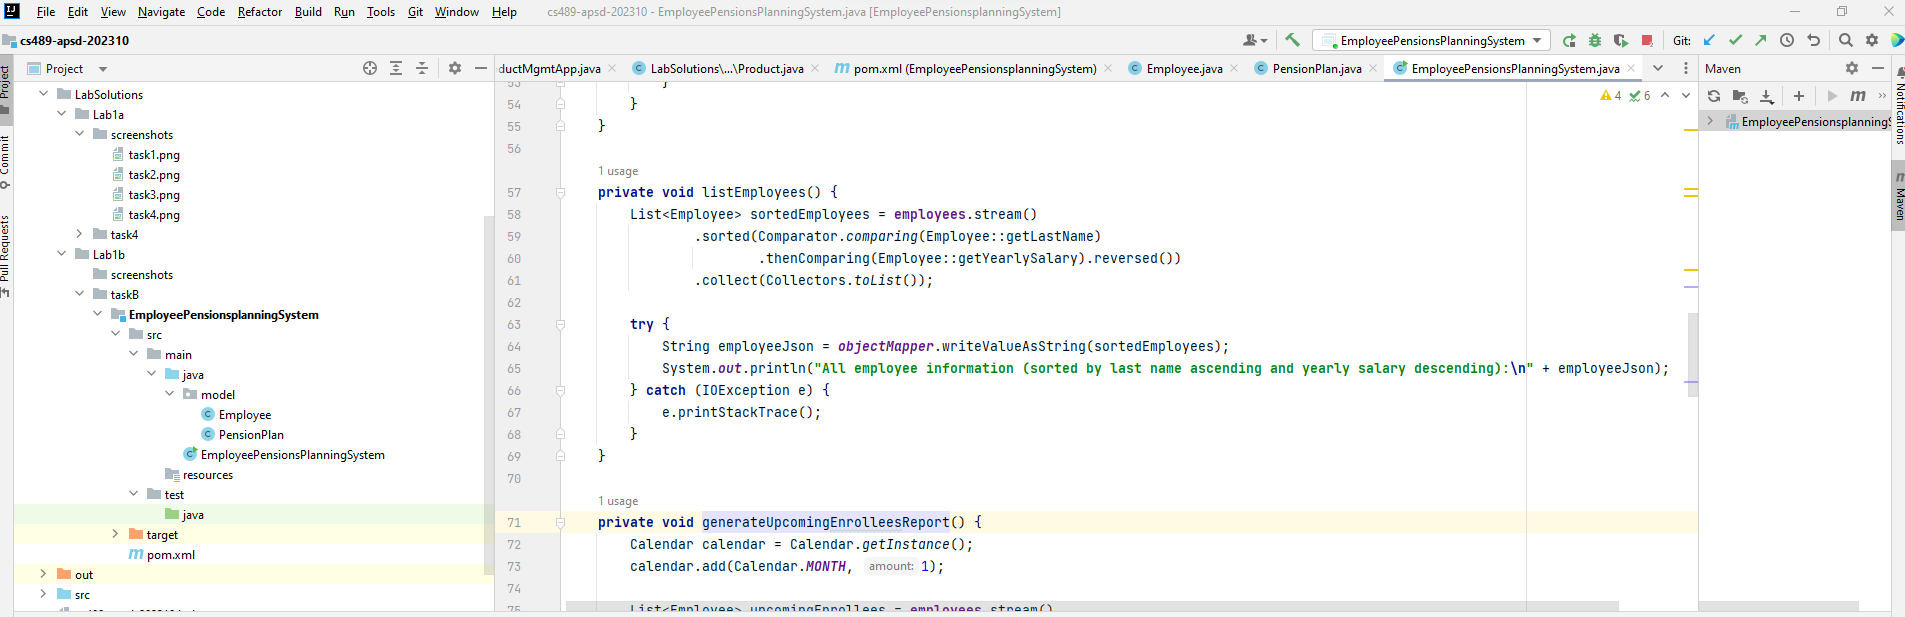 File Edit View Navigate Code Refactor Build Run Tools Git Window Help cs489-apsd-202310 - EmployeePensionsPlanningSystem.java [EmployeePensionsplanningSystem]
cs489-apsd-202310 EmployeePensionsPlanningSystem Git:
Project ductMgmtApp.java LabSolutions\...\Product.java pom.xml (EmployeePensionsplanningSystem) Employee.java PensionPlan.java EmployeePensionsPlanningSystem.java Maven
Project
Commit
Pull Requests
LabSolutions
Lab1a
screenshots
task1.png
task2.png
task3.png
task4.png
task4
Lab1b
screenshots
taskB
EmployeePensionsplanningSystem
src
main
java
model
Employee
PensionPlan
EmployeePensionsPlanningSystem
resources
test
java
target
pom.xml
out
src
4 6
53 }
54 }
55 }
56
1 usage
57 private void listEmployees() {
58 List<Employee> sortedEmployees = employees.stream()
59 .sorted(Comparator.comparing(Employee::getLastName)
60 .thenComparing(Employee::getYearlySalary).reversed())
61 .collect(Collectors.toList());
62
63 try {
64 String employeeJson = objectMapper.writeValueAsString(sortedEmployees);
65 System.out.println("All employee information (sorted by last name ascending and yearly salary descending):\n" + employeeJson);
66 } catch (IOException e) {
67 e.printStackTrace();
68 }
69 }
70
1 usage
71 private void generateUpcomingEnrolleesReport() {
72 Calendar calendar = Calendar.getInstance();
73 calendar.add(Calendar.MONTH, amount: 1);
74
75 List<Employee> upcomingEnrollees = employees.stream()
EmployeePensionsplanningS
Notifications
Maven